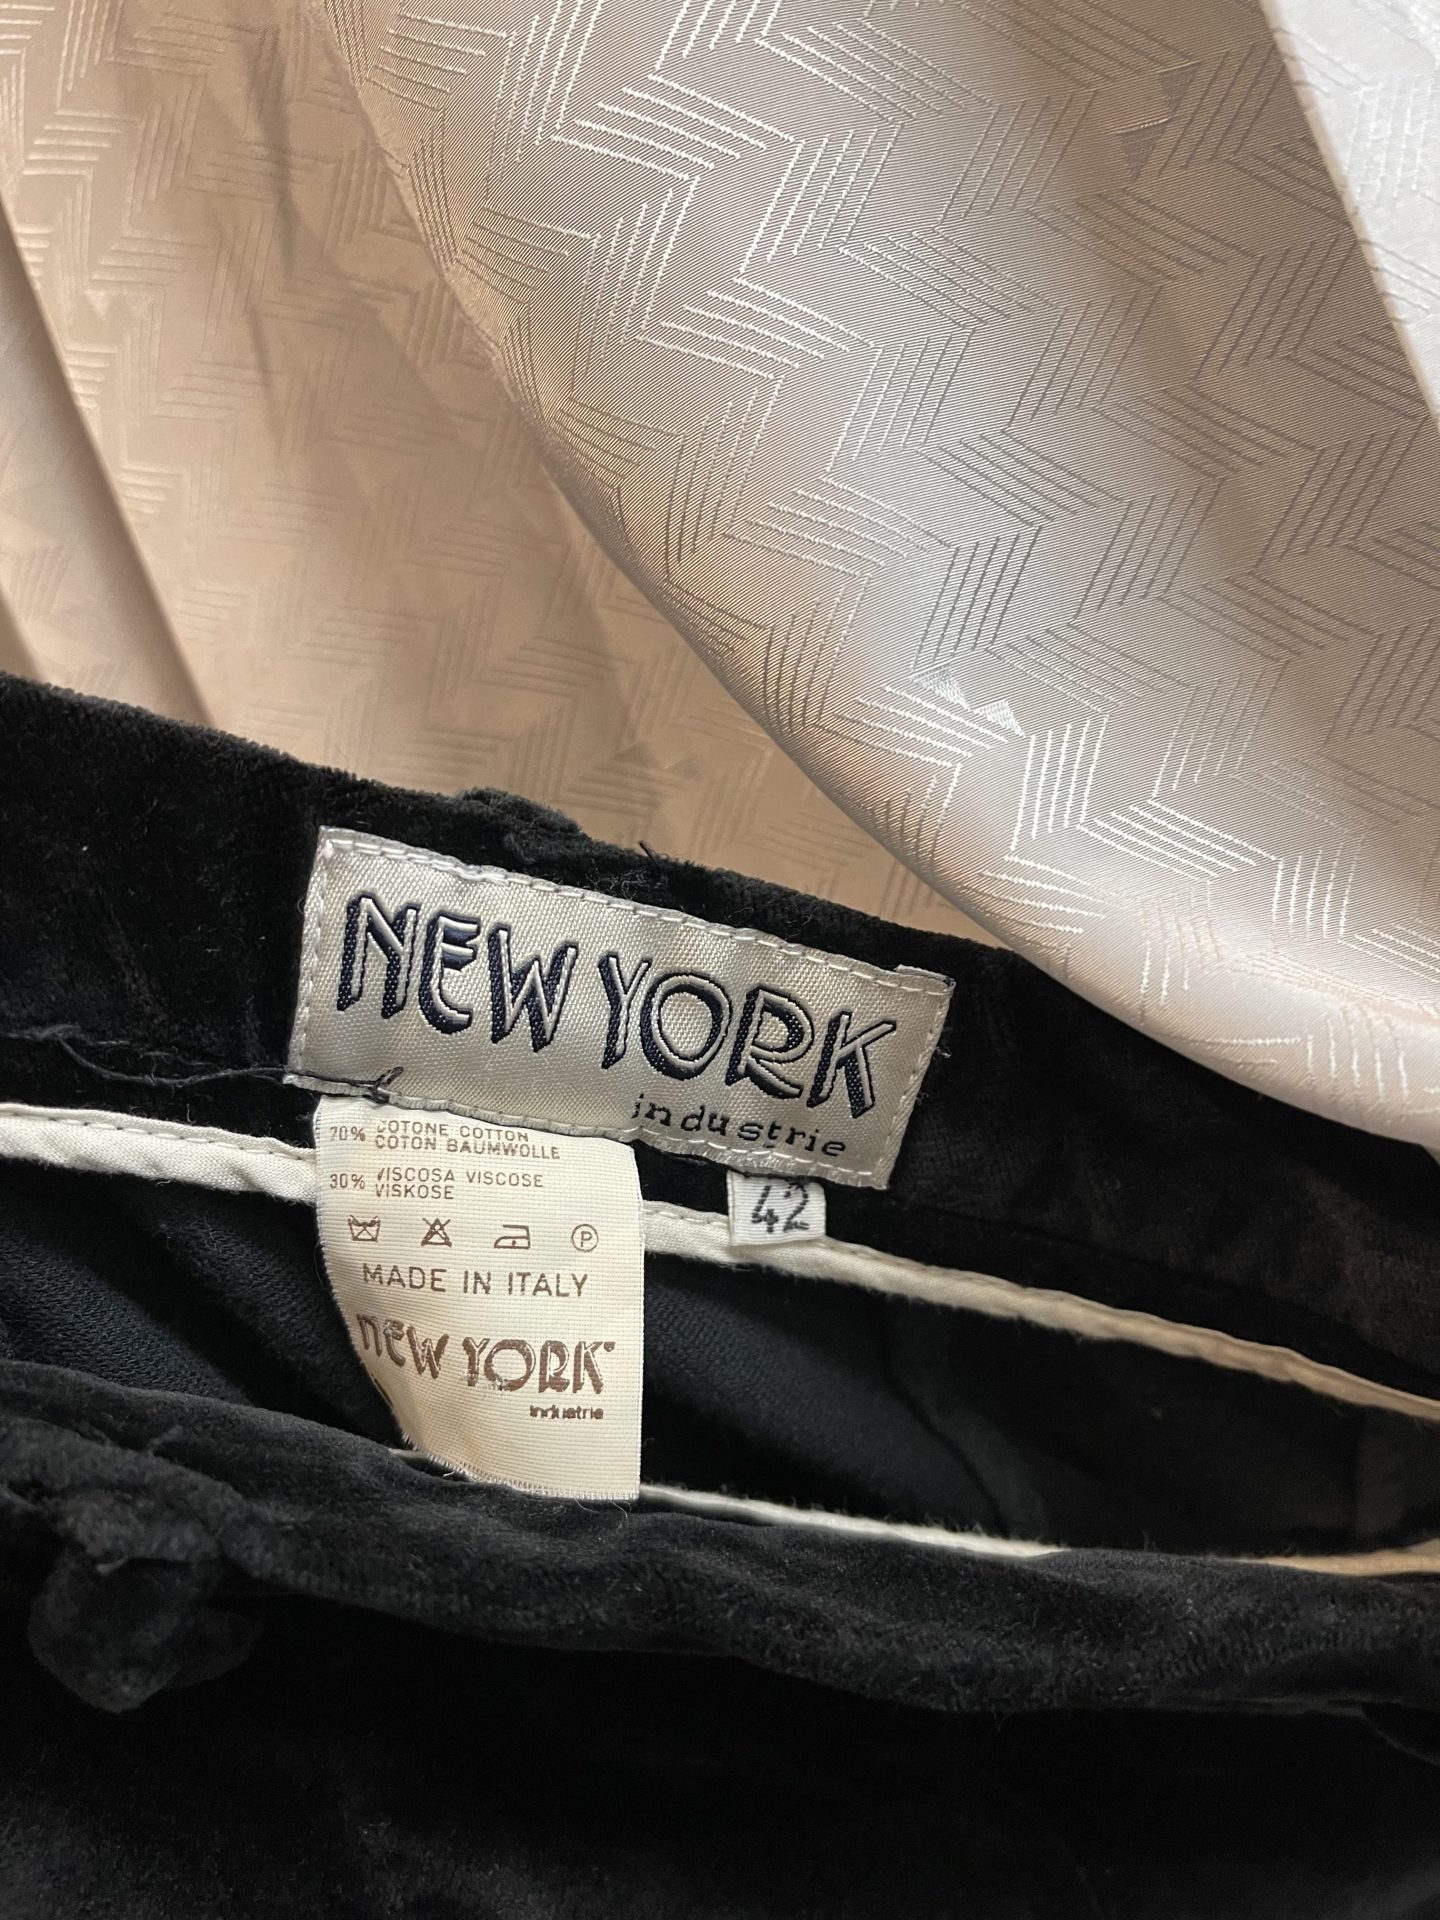 NEW YORK
industrie
42
70% COTONE COTTON
COTON BAUMWOLLE
30% VISCOSA VISCOSE
VISKOSE
P
MADE IN ITALY
NEW YORK
industrie